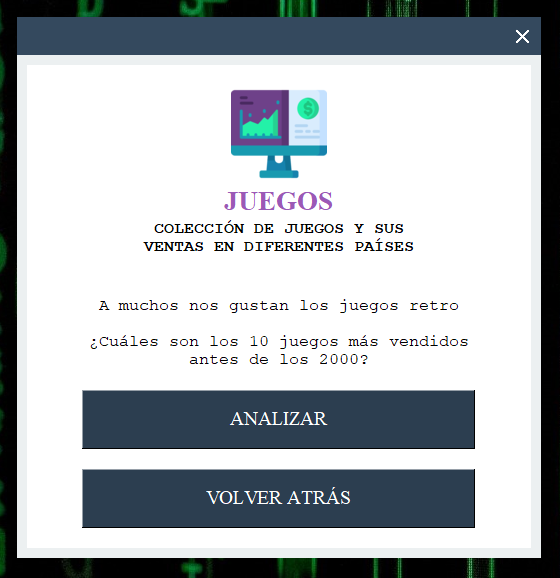 JUEGOS
COLECCIÓN DE JUEGOS Y SUS
VENTAS EN DIFERENTES PAÍSES
A muchos nos gustan los juegos retro
¿Cuáles son los 10 juegos más vendidos
antes de los 2000?
ANALIZAR
VOLVER ATRÁS